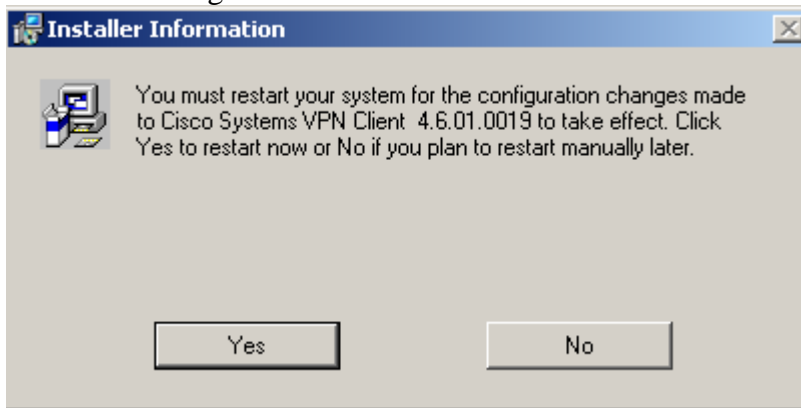 Installer Information
You must restart your system for the configuration changes made
to Cisco Systems VPN Client  4.6.01.0019 to take effect. Click
Yes to restart now or No if you plan to restart manually later.
Yes
No